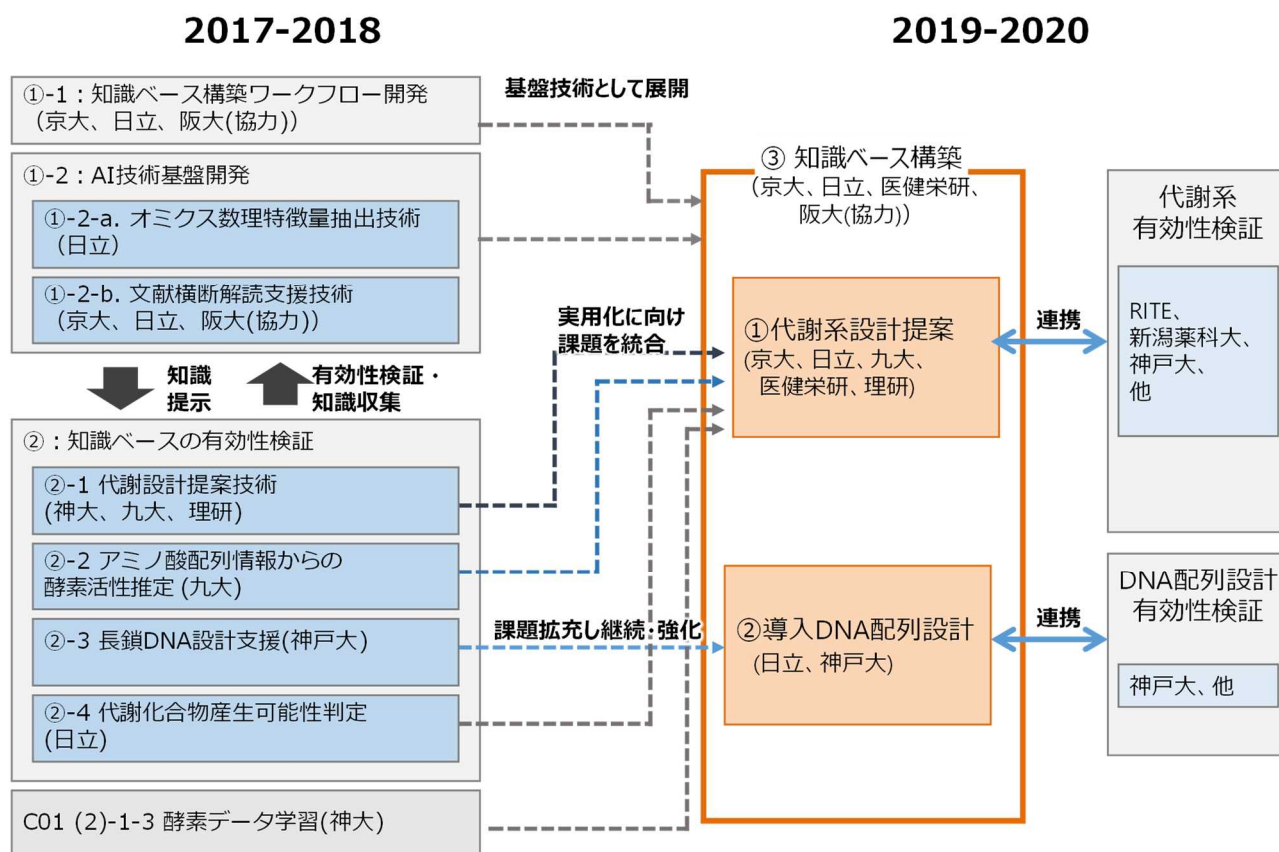 2017-2018
2019-2020
①-1：知識ベース構築ワークフロー開発
（京大、日立、阪大(協力)）
①-2：AI技術基盤開発
①-2-a. オミクス数理特徴量抽出技術
（日立）
①-2-b. 文献横断解読支援技術
（京大、日立、阪大(協力)）
知識
提示
有効性検証・
知識収集
②：知識ベースの有効性検証
②-1 代謝設計提案技術
(神大、九大、理研)
②-2 アミノ酸配列情報からの
酵素活性推定 (九大)
②-3 長鎖DNA設計支援(神戸大)
②-4 代謝化合物産生可能性判定
(日立)
C01 (2)-1-3 酵素データ学習(神大)
基盤技術として展開
実用化に向け
課題を統合
課題拡充し継続・強化
③ 知識ベース構築
（京大、日立、医健栄研、
阪大(協力)）
①代謝系設計提案
(京大、日立、九大、
医健栄研、理研)
②導入DNA配列設計
(日立、神戸大)
連携
連携
代謝系
有効性検証
RITE、
新潟薬科大、
神戸大、
他
DNA配列設計
有効性検証
神戸大、他